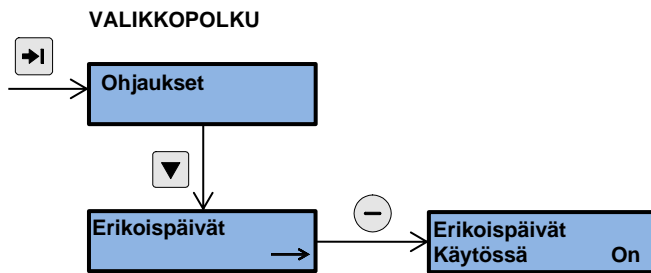 VALIKKOPOLKU
Ohjaukset
Erikoispäivät
Erikoispäivät
Käytössä On